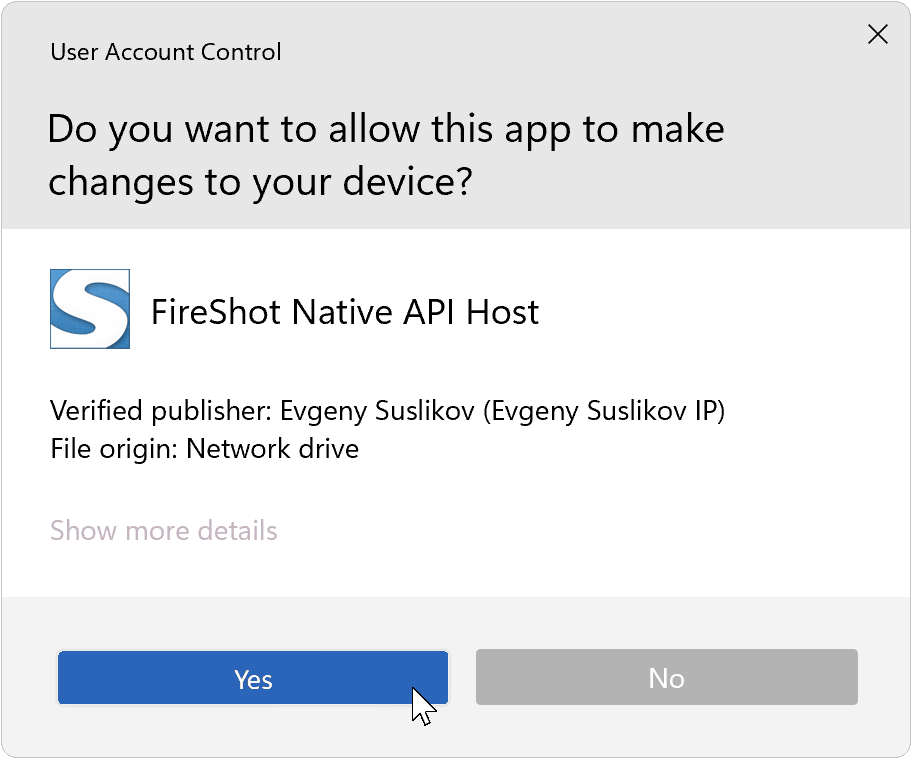 User Account Control
Do you want to allow this app to make
changes to your device?
FireShot Native API Host
Verified publisher: Evgeny Suslikov (Evgeny Suslikov IP)
File origin: Network drive
Show more details
Yes
No